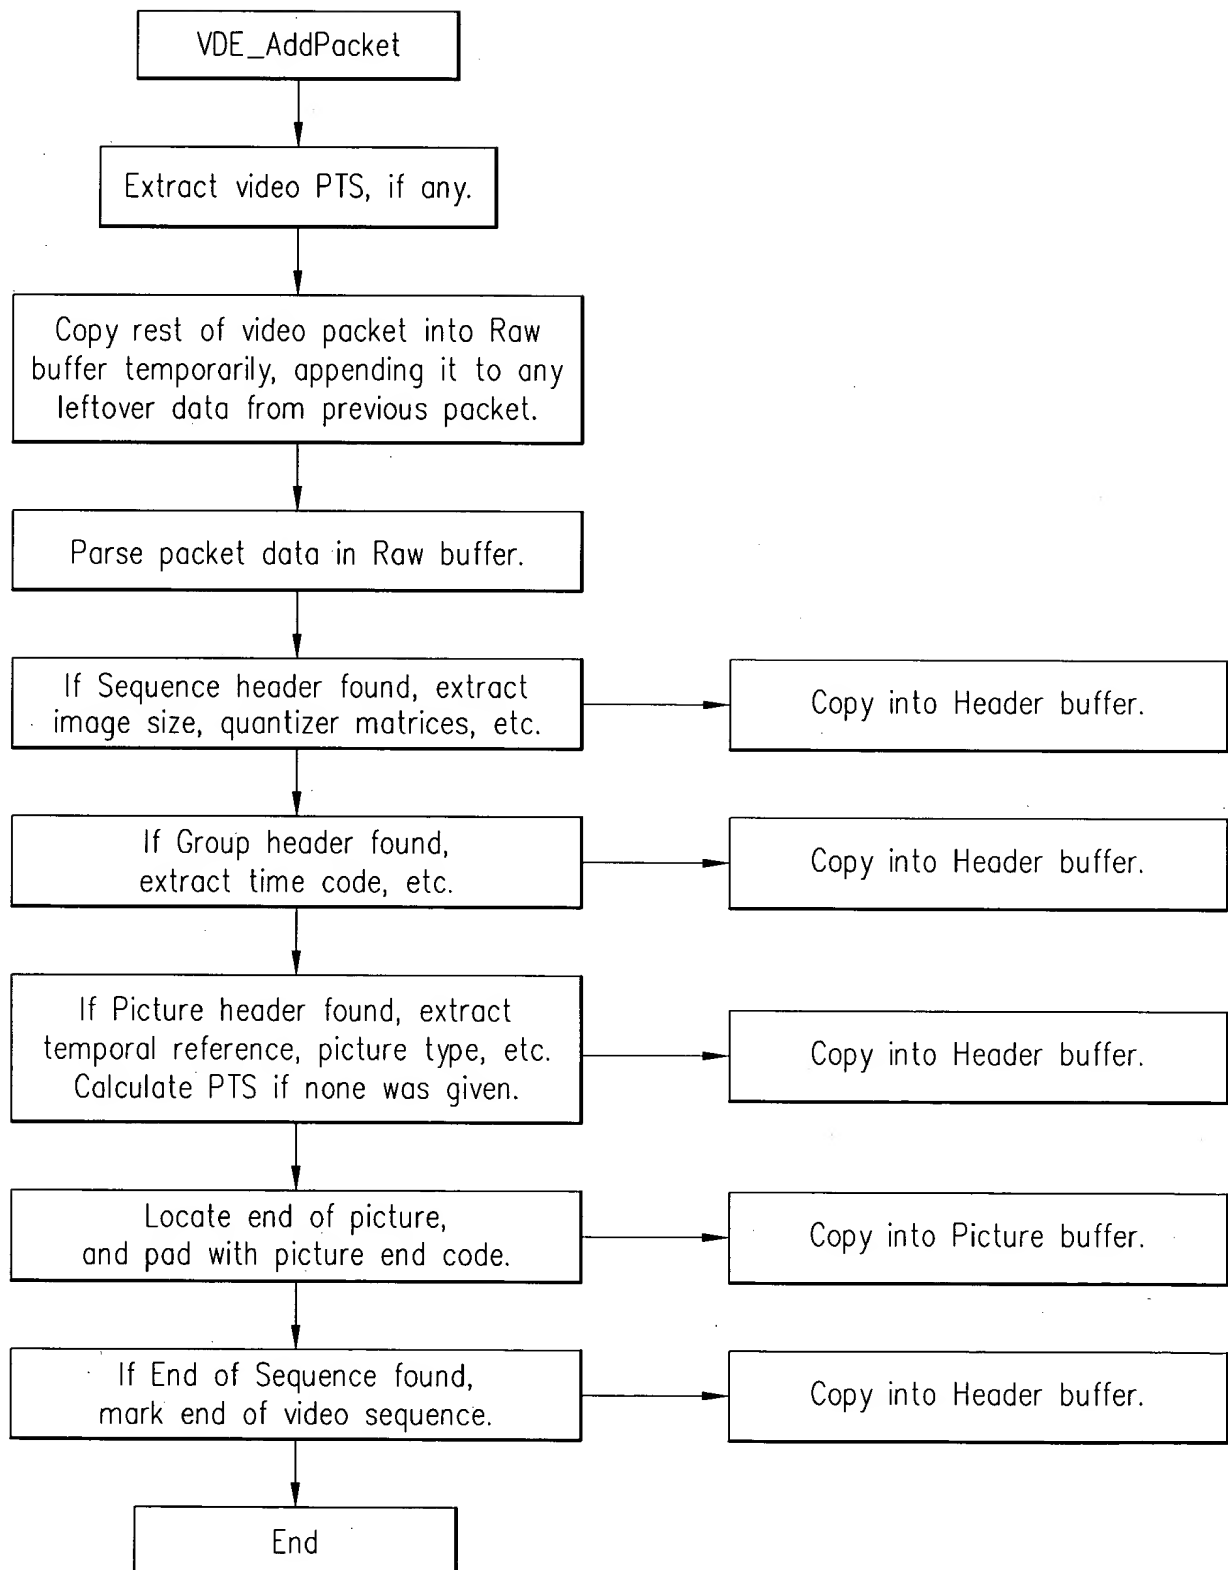 VDE_AddPacket
Extract video PTS, if any.
Copy rest of video packet into Raw
buffer temporarily, appending it to any
leftover data from previous packet.
Parse packet data in Raw buffer.
If Sequence header found, extract
image size, quantizer matrices, etc.
Copy into Header buffer.
If Group header found,
extract time code, etc.
Copy into Header buffer.
If Picture header found, extract
temporal reference, picture type, etc.
Calculate PTS if none was given.
Copy into Header buffer.
Locate end of picture,
and pad with picture end code.
Copy into Picture buffer.
If End of Sequence found,
mark end of video sequence.
Copy into Header buffer.
End